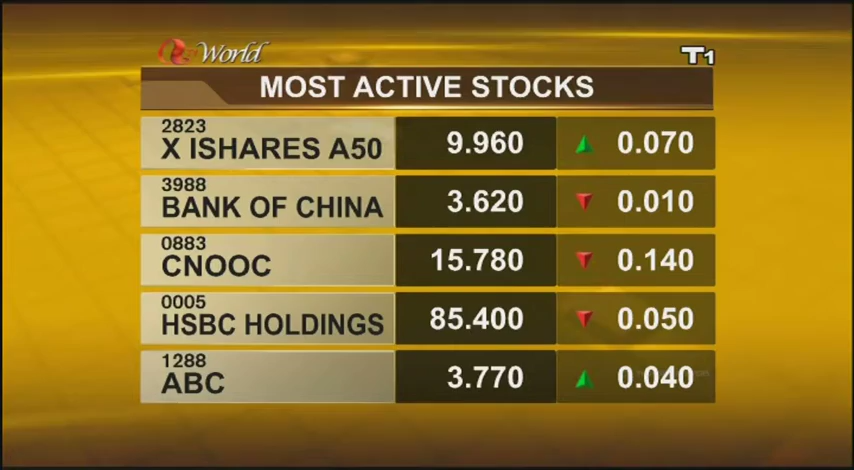 World
T1
MOST ACTIVE STOCKS
2823
X ISHARES A50 9.960 0.070
3988
BANK OF CHINA 3.620 0.010
0883
CNOOC 15.780 0.140
0005
HSBC HOLDINGS 85.400 0.050
1288
ABC 3.770 0.040